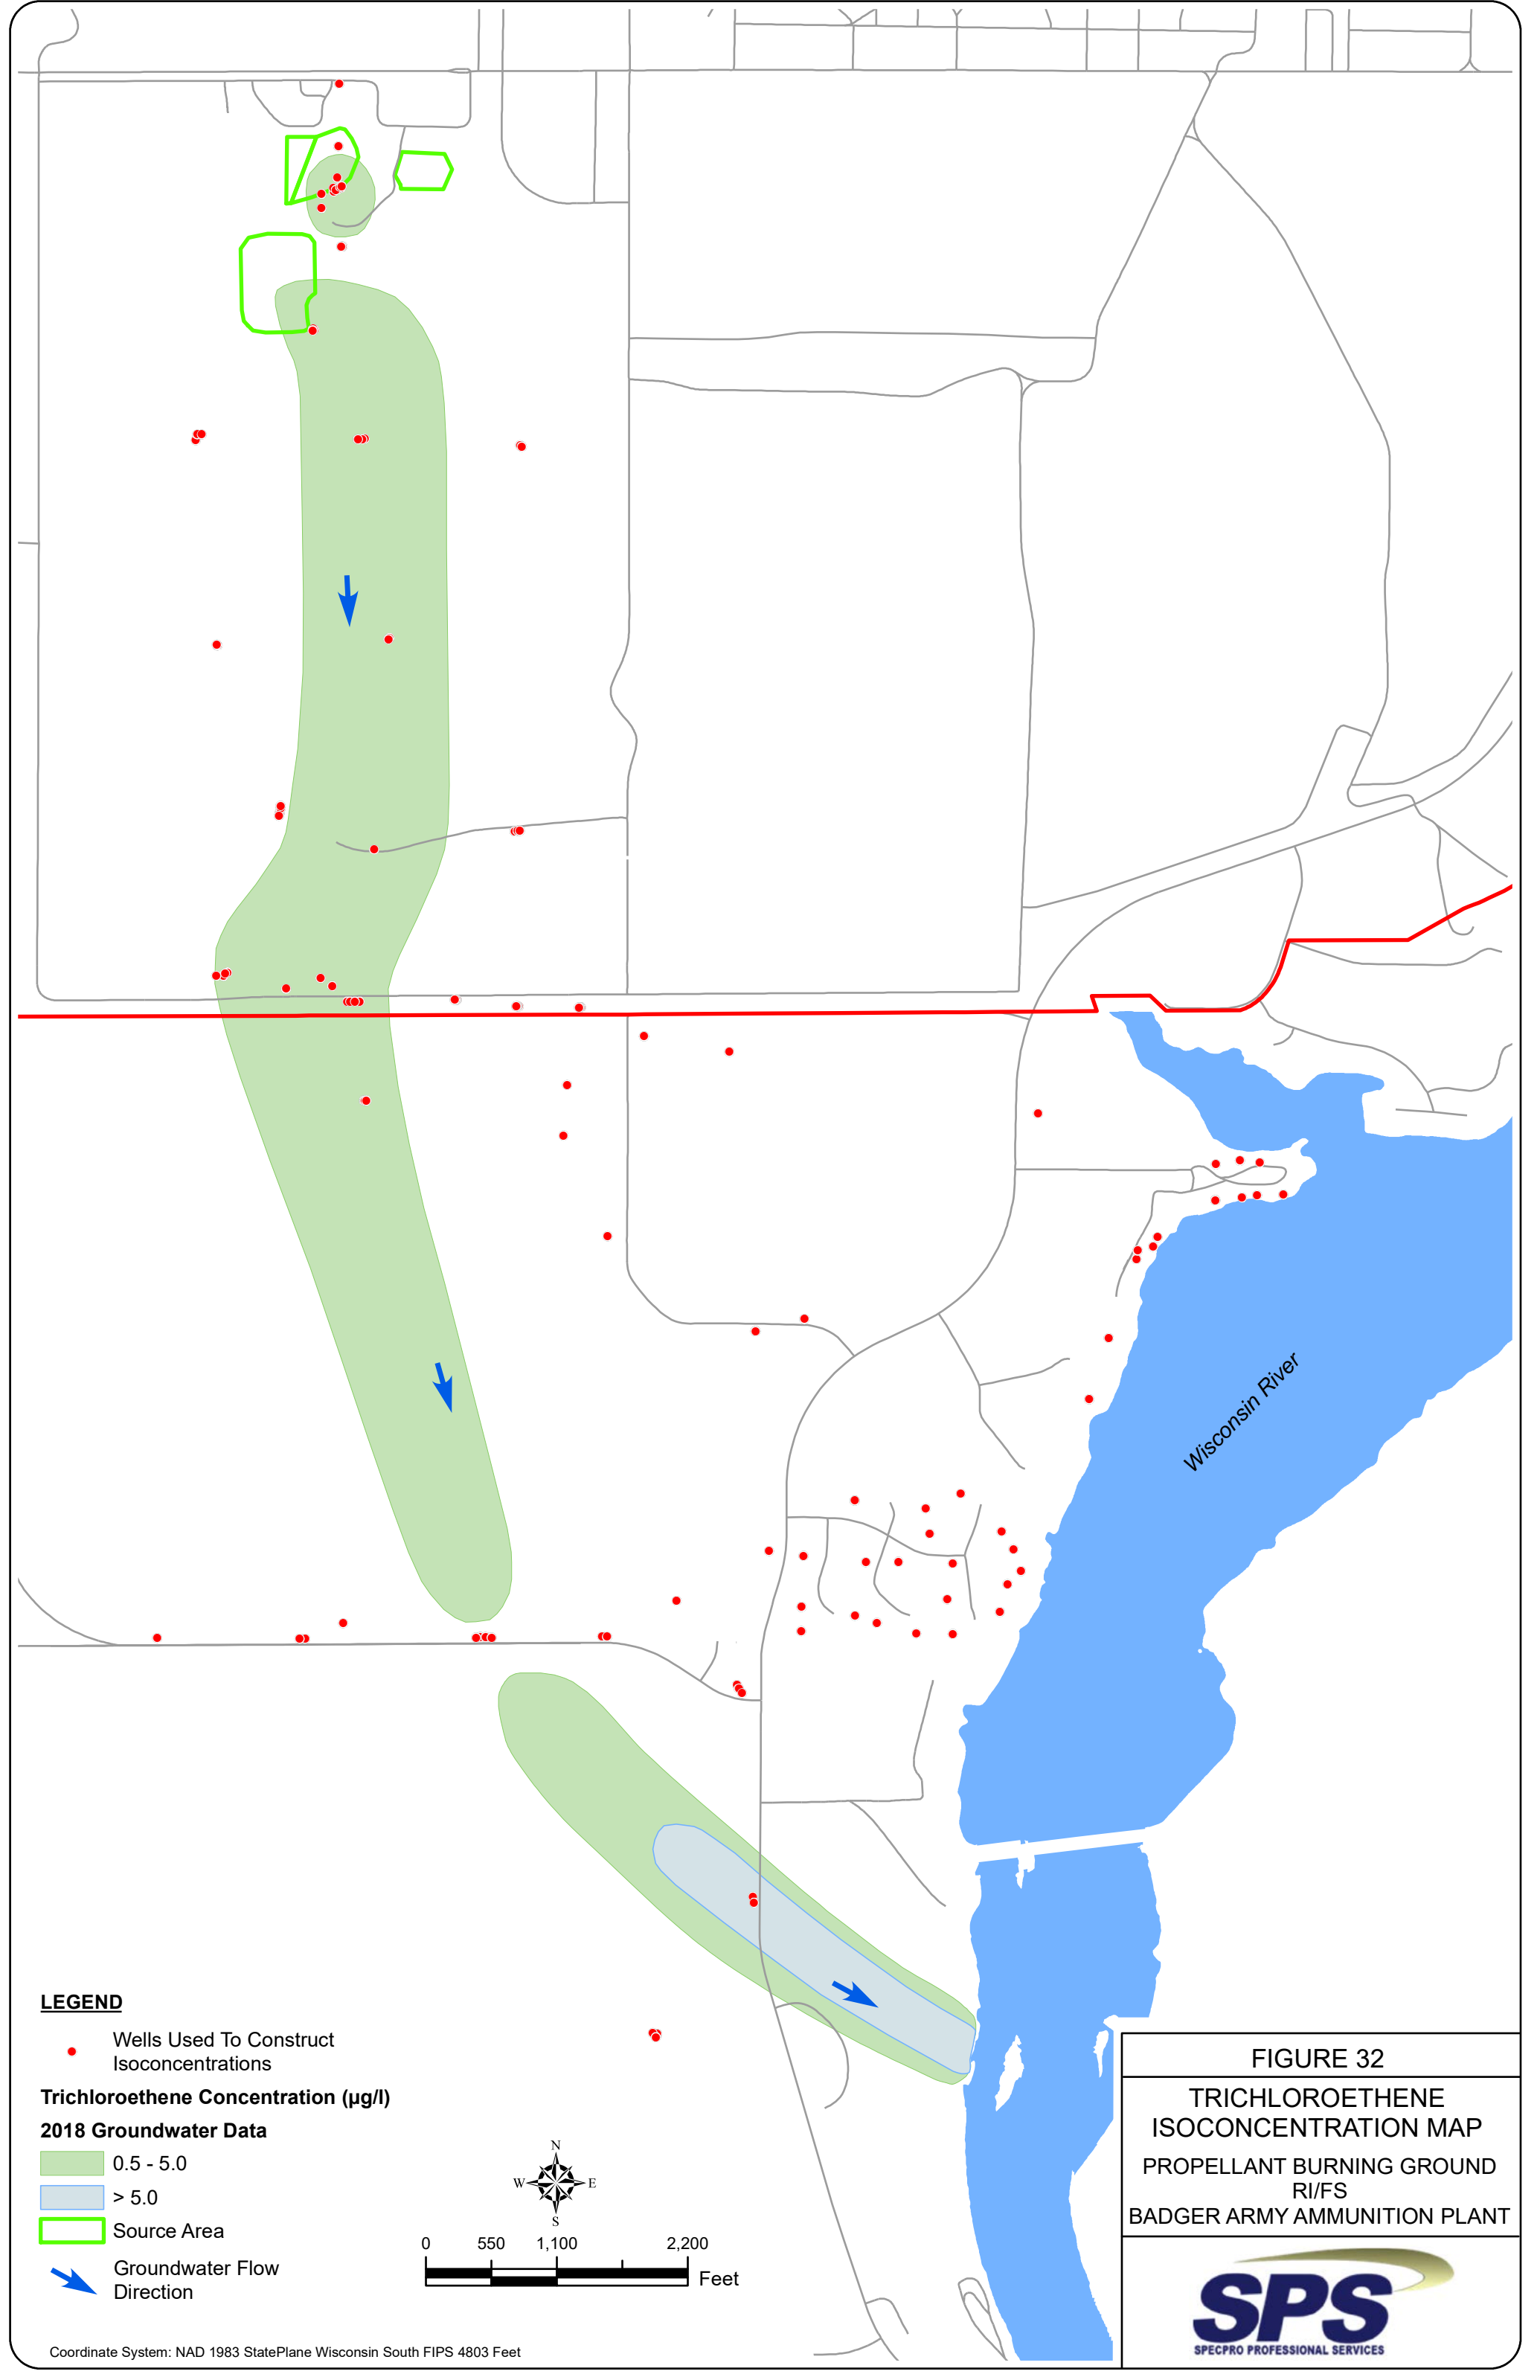 Wisconsin River
LEGEND
Wells Used To Construct
Isoconcentrations
Trichloroethene Concentration (µg/l)
2018 Groundwater Data
0.5 - 5.0
> 5.0
Source Area
Groundwater Flow
Direction
N
W E
S
0 550 1,100 2,200
Feet
Coordinate System: NAD 1983 StatePlane Wisconsin South FIPS 4803 Feet
FIGURE 32
TRICHLOROETHENE
ISOCONCENTRATION MAP
PROPELLANT BURNING GROUND
RI/FS
BADGER ARMY AMMUNITION PLANT
SPS
SPECPRO PROFESSIONAL SERVICES